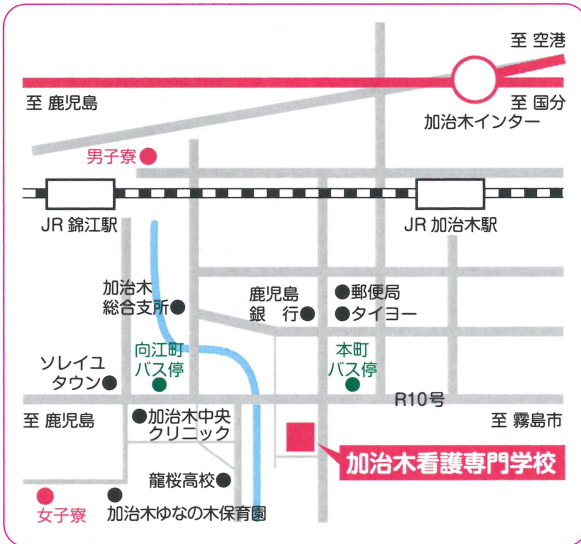 至 空港
至 鹿児島
至 国分
加治木インター
男子寮
JR 錦江駅
JR 加治木駅
加治木
総合支所
鹿児島
銀 行
郵便局
タイヨー
向江町
バス停
本町
バス停
ソレイユ
タウン
R10号
至 鹿児島
至 霧島市
加治木中央
クリニック
加治木看護専門学校
龍桜高校
女子寮
加治木ゆなの木保育園